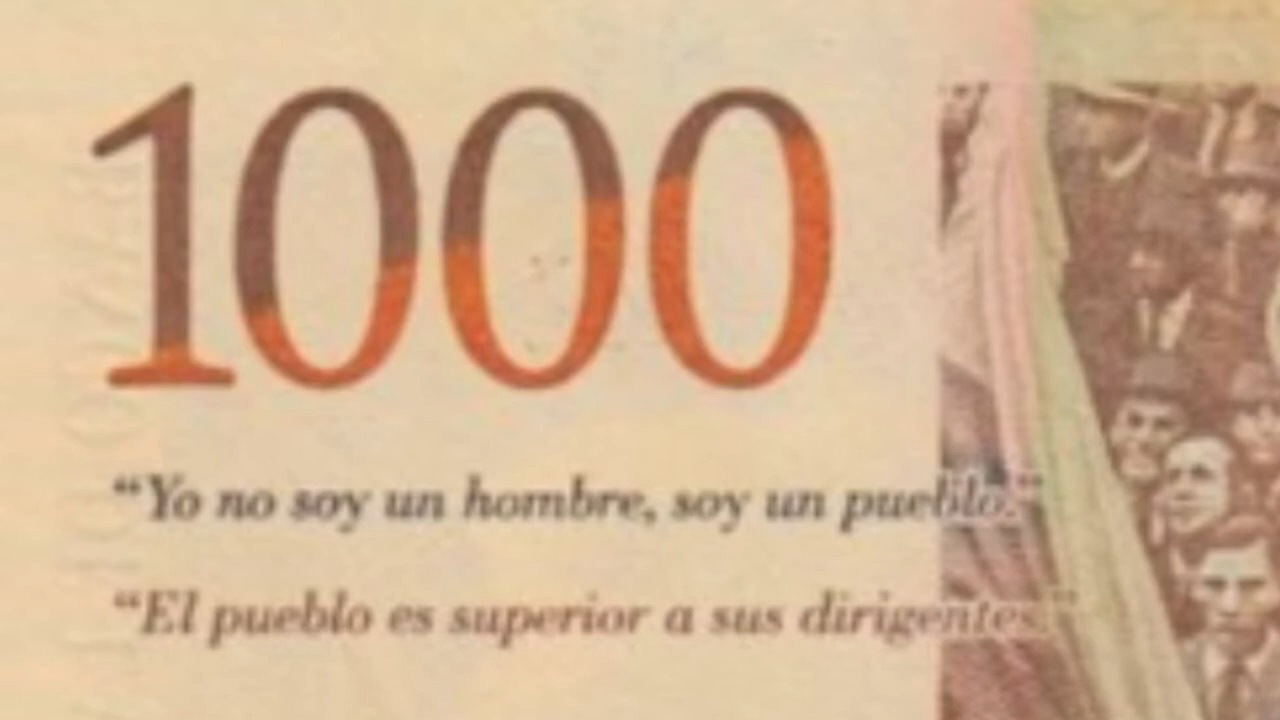 1000
“Yo no soy un hombre, soy un pueblo.”
“El pueblo es superior a sus dirigentes.”